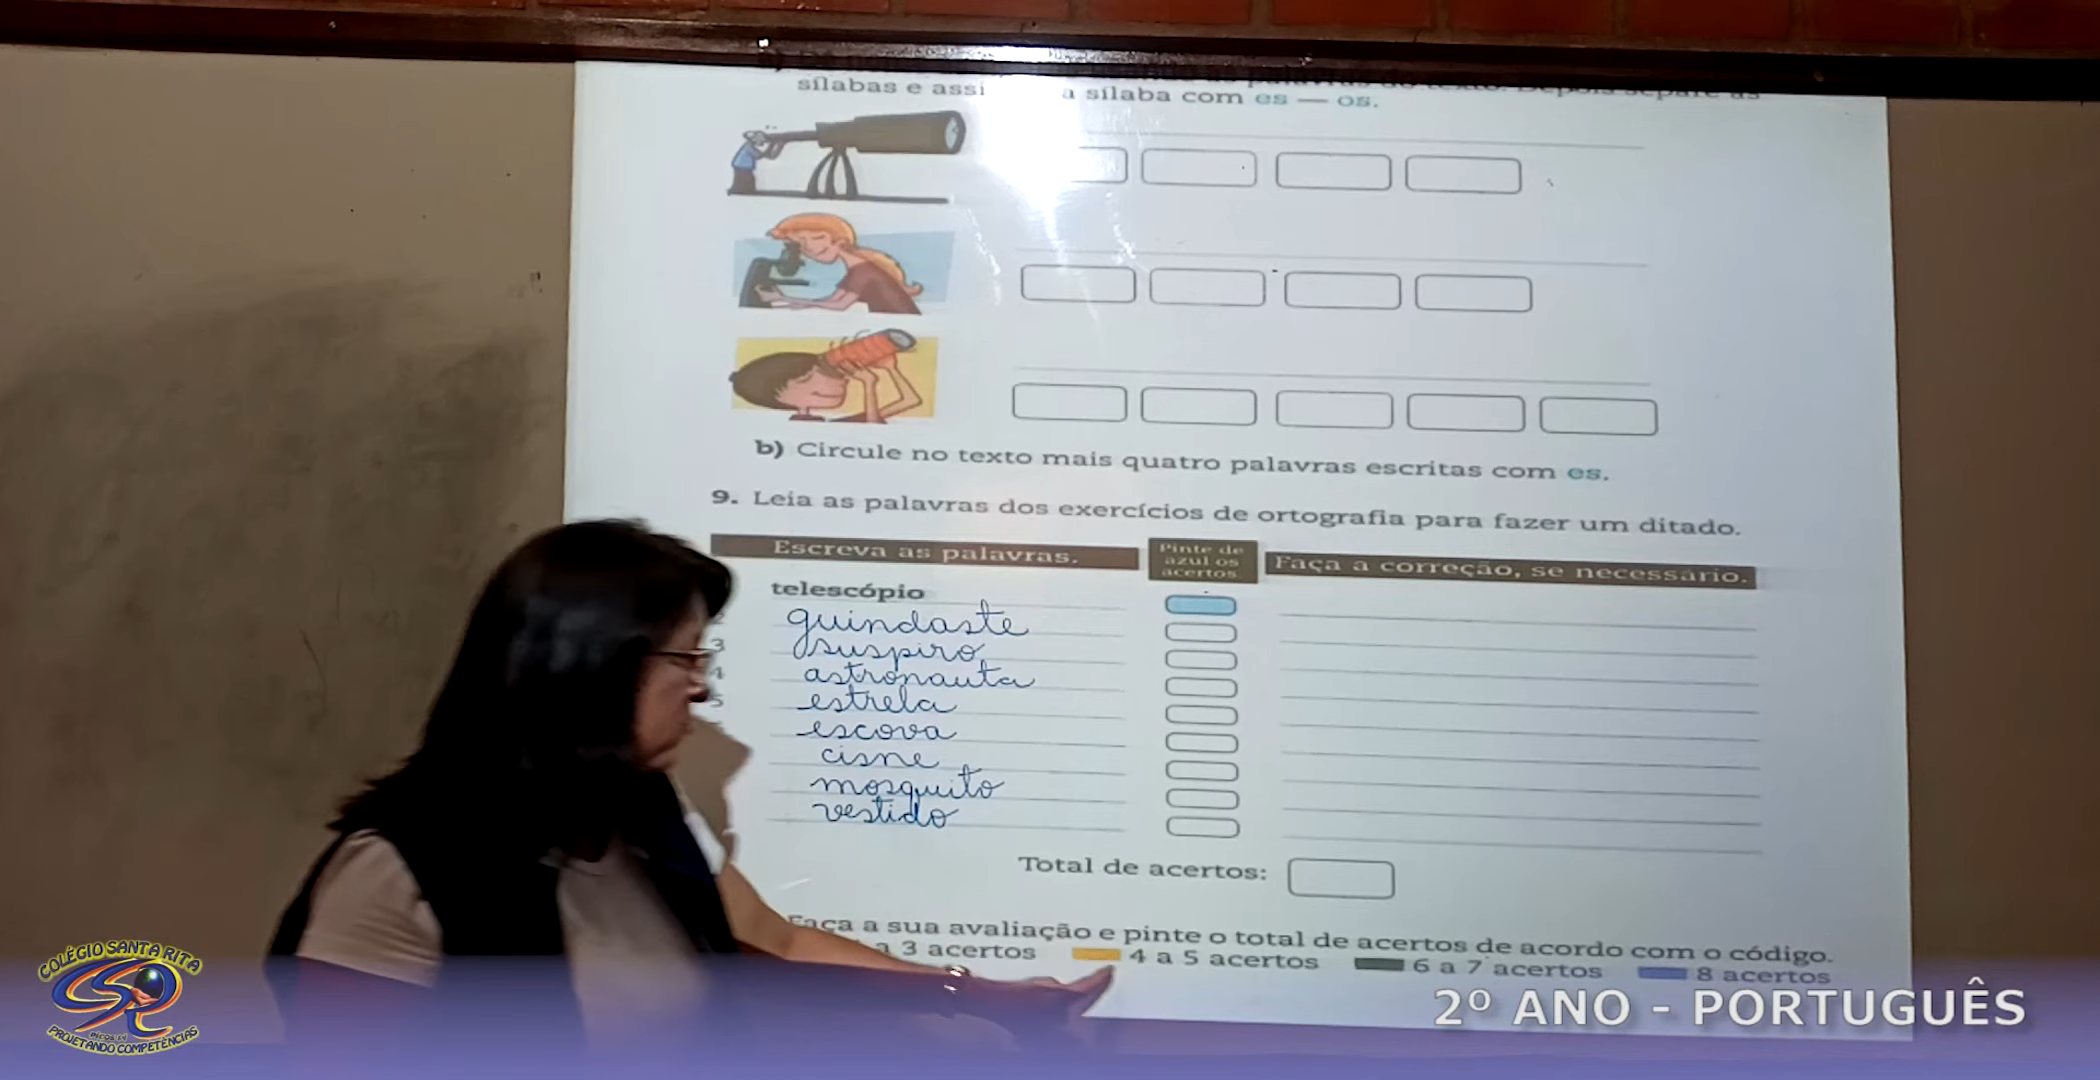 sílabas e assi a sílaba com es — os.
b) Circule no texto mais quatro palavras escritas com es.
9. Leia as palavras dos exercícios de ortografia para fazer um ditado.
Escreva as palavras.
Pinte de
azul os
acertos
Faça a correção, se necessário.
telescópio
2 guindaste
3 suspiro
4 astronauta
5 estrela
escova
cisne
mosquito
vestido
Total de acertos:
Faça a sua avaliação e pinte o total de acertos de acordo com o código.
a 3 acertos 4 a 5 acertos 6 a 7 acertos 8 acertos
2º ANO - PORTUGUÊS
COLÉGIO SANTA RITA
PROJETANDO COMPETÊNCIAS